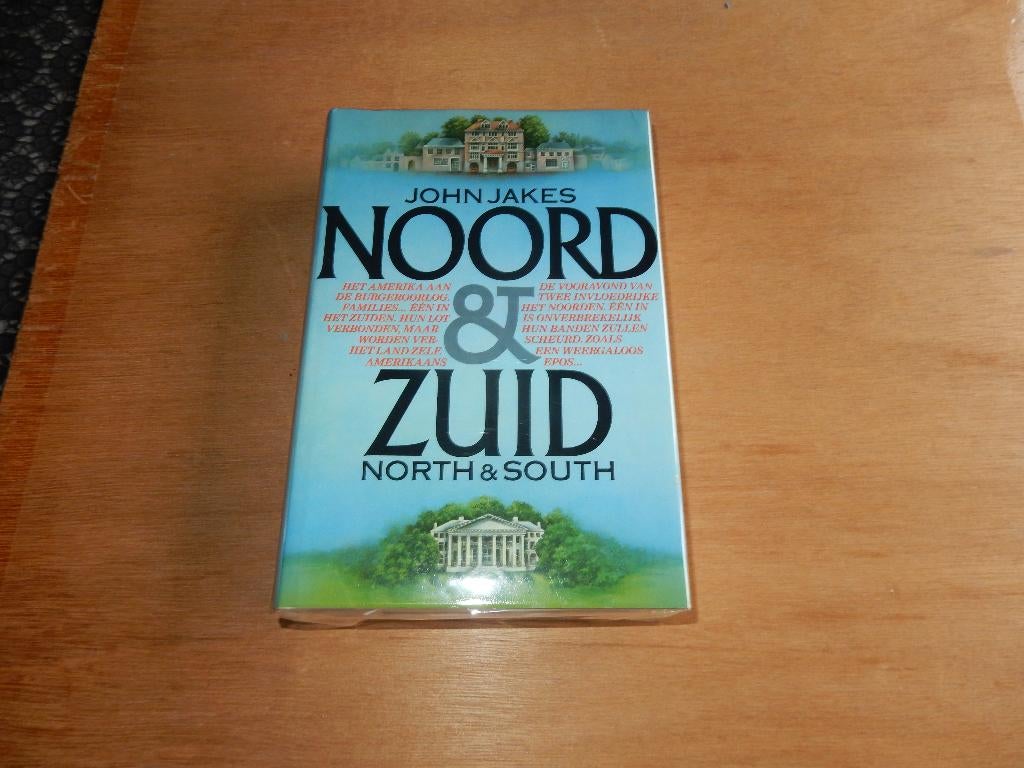 JOHN JAKES
NOORD
HET AMERIKA AAN DE VOORAVOND VAN
DE BURGEROORLOG. TWEE INVLOEDRIJKE
FAMILIES... ÉÉN IN HET NOORDEN, ÉÉN IN
HET ZUIDEN. HUN LOT IS ONVERBREKELIJK
VERBONDEN, MAAR HUN BANDEN ZULLEN
WORDEN VER- SCHEURD. ZOALS
HET LAND ZELF. EEN WEERGALOOS
AMERIKAANS EPOS...
&
ZUID
NORTH & SOUTH